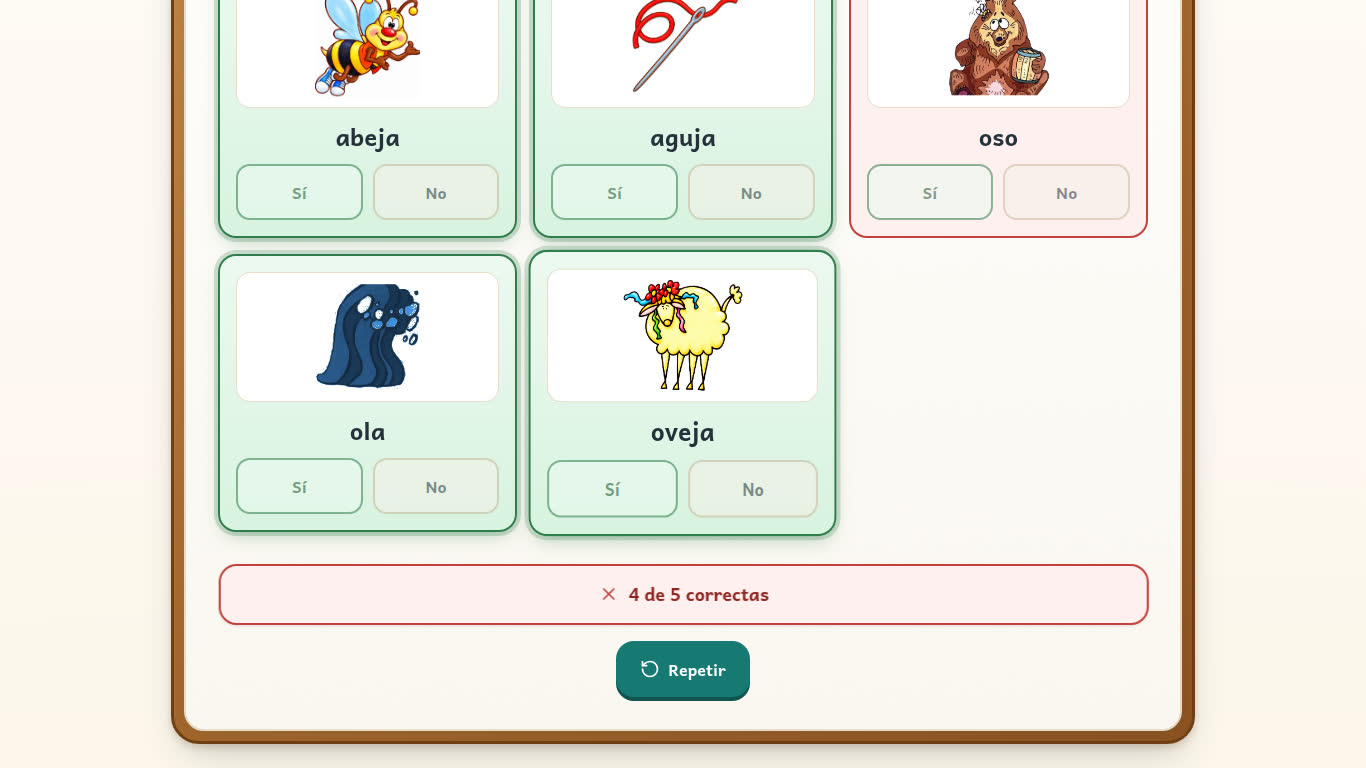 abeja
aguja
oso
Sí
No
Sí
No
Sí
No
ola
oveja
Sí
No
Sí
No
4 de 5 correctas
Repetir